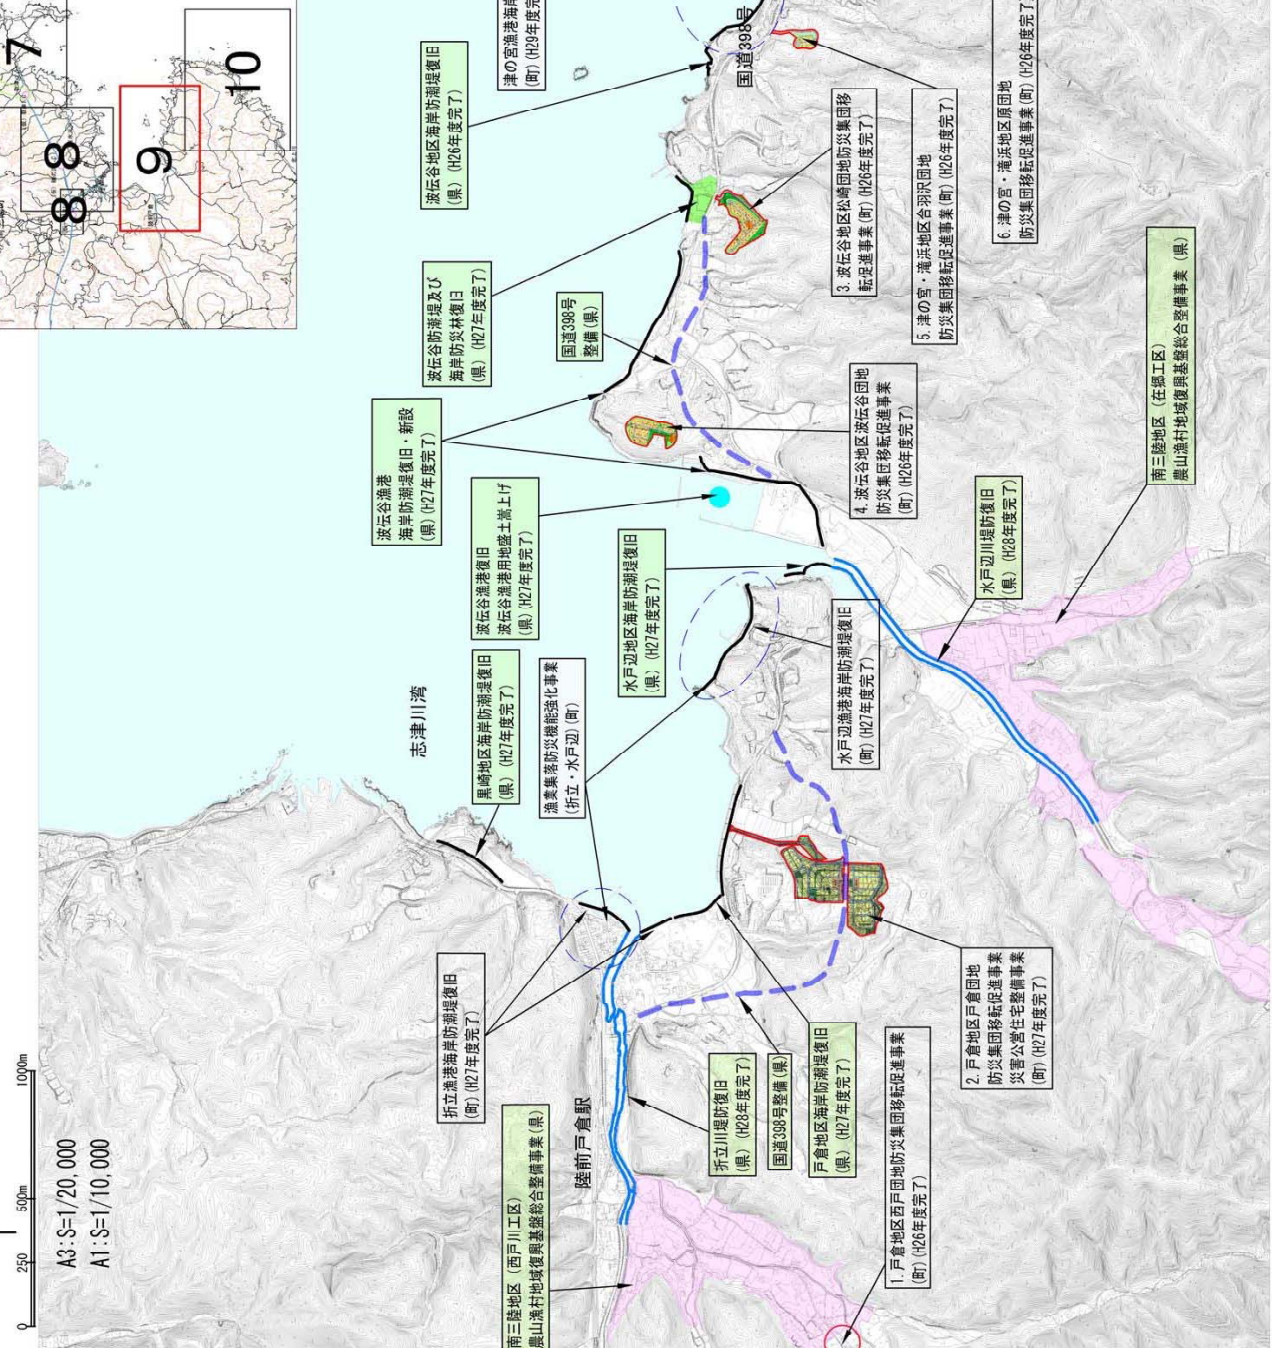 7
8
8
9
10
0
250
500m
1000m
A3:S=1/20,000
A1:S=1/10,000
志津川湾
陸前戸倉駅
国道398号
南三陸地区（西戸川工区）
農山漁村地域復興基盤総合整備事業(県)
折立漁港海岸防潮堤復旧
(町)(H27年度完了)
黒崎地区海岸防潮堤復旧
(県) (H27年度完了)
漁業集落防災機能強化事業
(折立・水戸辺)(町)
波伝谷漁港
海岸防潮堤復旧・新設
(県)(H27年度完了)
波伝谷漁港復旧
波伝谷漁港用地盛土嵩上げ
(県)(H27年度完了)
波伝谷防潮堤及び
海岸防災林復旧
(県) (H27年度完了)
波伝谷地区海岸防潮堤復旧
(県) (H26年度完了)
津の宮漁港海岸
(町)(H29年度完
国道398号
整備(県)
水戸辺地区海岸防潮堤復旧
(県) (H27年度完了)
水戸辺漁港海岸防潮堤復旧
(町)(H27年度完了)
折立川堤防復旧
(県) (H28年度完了)
国道398号整備(県)
戸倉地区海岸防潮堤復旧
(県) (H27年度完了)
1.戸倉地区西戸団地防災集団移転促進事業
(町)(H26年度完了)
2. 戸倉地区戸倉団地
防災集団移転促進事業
災害公営住宅整備事業
(町)(H27年度完了)
3. 波伝谷地区松崎団地防災集団移
転促進事業(町)(H26年度完了)
4. 波伝谷地区波伝谷団地
防災集団移転促進事業
(町)(H26年度完了)
5. 津の宮・滝浜地区合羽沢団地
防災集団移転促進事業(町)(H26年度完了)
6. 津の宮・滝浜地区原団地
防災集団移転促進事業(町)(H26年度完了)
水戸辺川堤防復旧
(県) (H28年度完了)
南三陸地区（在郷工区）
農山漁村地域復興基盤総合整備事業（県）